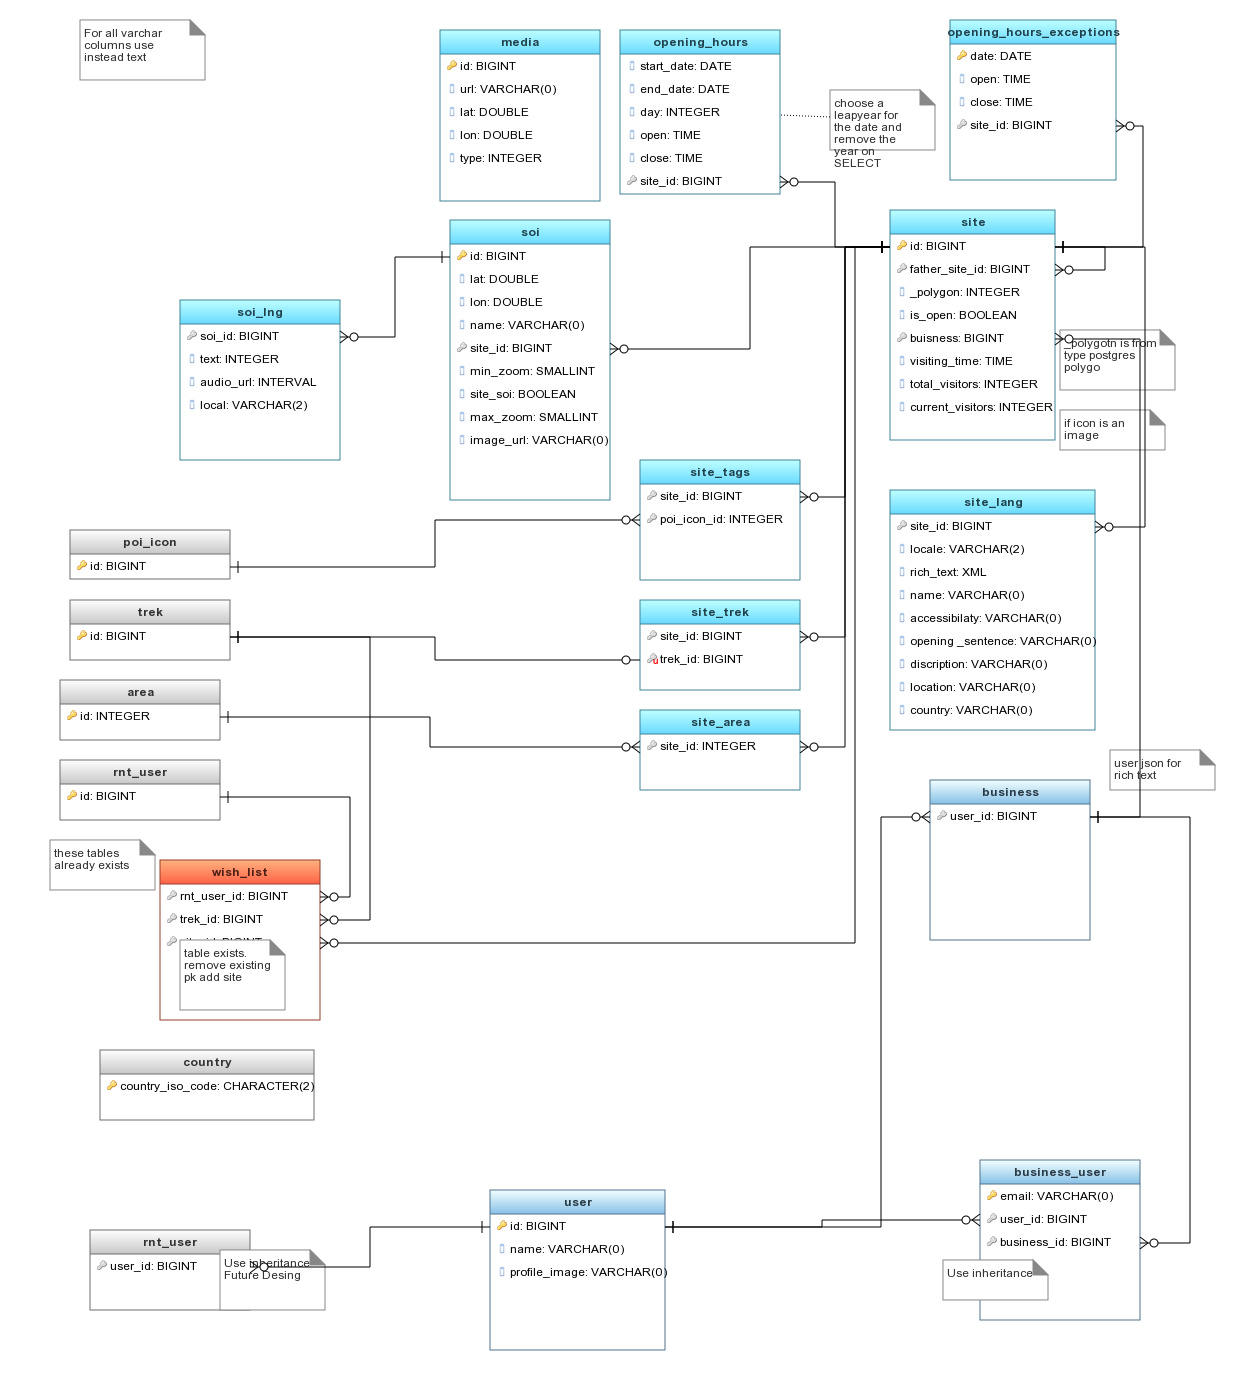 For all varchar
columns use
instead text
media
id: BIGINT
url: VARCHAR(0)
lat: DOUBLE
lon: DOUBLE
type: INTEGER
opening_hours
start_date: DATE
end_date: DATE
day: INTEGER
open: TIME
close: TIME
site_id: BIGINT
choose a
leapyear for
the date and
remove the
year on
SELECT
opening_hours_exceptions
date: DATE
open: TIME
close: TIME
site_id: BIGINT
soi
id: BIGINT
lat: DOUBLE
lon: DOUBLE
name: VARCHAR(0)
site_id: BIGINT
min_zoom: SMALLINT
site_soi: BOOLEAN
max_zoom: SMALLINT
image_url: VARCHAR(0)
site
id: BIGINT
father_site_id: BIGINT
_polygon: INTEGER
is_open: BOOLEAN
buisness: BIGINT
visiting_time: TIME
total_visitors: INTEGER
current_visitors: INTEGER
_polygotn is from
type postgres
polygo
if icon is an
image
soi_lng
soi_id: BIGINT
text: INTEGER
audio_url: INTERVAL
local: VARCHAR(2)
site_tags
site_id: BIGINT
poi_icon_id: INTEGER
site_lang
site_id: BIGINT
locale: VARCHAR(2)
rich_text: XML
name: VARCHAR(0)
accessibilaty: VARCHAR(0)
opening _sentence: VARCHAR(0)
discription: VARCHAR(0)
location: VARCHAR(0)
country: VARCHAR(0)
poi_icon
id: BIGINT
trek
id: BIGINT
site_trek
site_id: BIGINT
trek_id: BIGINT
area
id: INTEGER
site_area
site_id: INTEGER
rnt_user
id: BIGINT
user json for
rich text
business
user_id: BIGINT
these tables
already exists
wish_list
rnt_user_id: BIGINT
trek_id: BIGINT
table exists.
remove existing
pk add site
country
country_iso_code: CHARACTER(2)
business_user
email: VARCHAR(0)
user_id: BIGINT
business_id: BIGINT
Use inheritance
user
id: BIGINT
name: VARCHAR(0)
profile_image: VARCHAR(0)
rnt_user
user_id: BIGINT
Use inheritance
Future Desing